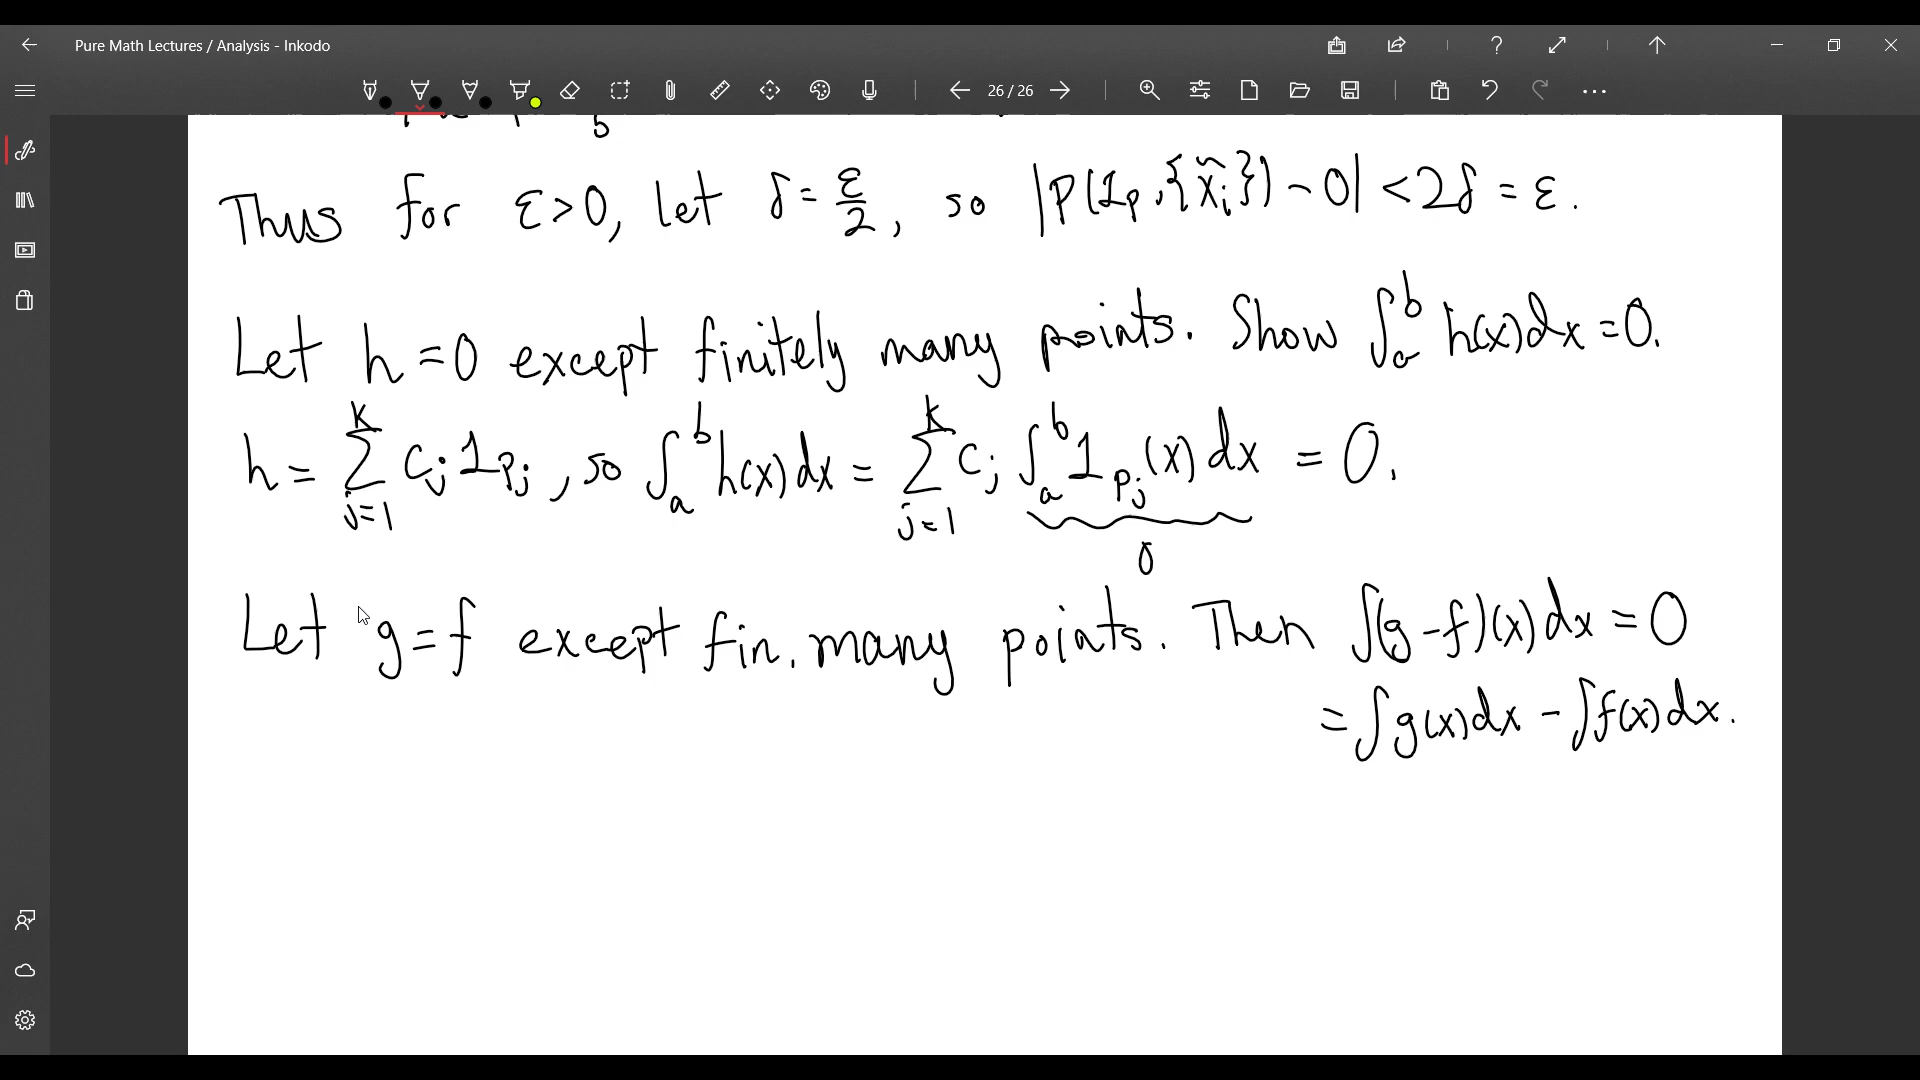 Pure Math Lectures / Analysis - Inkodo
26 / 26
Thus for ε>0, let δ = ε/2, so |P(1_p, {x̃_i}) - 0| < 2δ = ε.
Let h = 0 except finitely many points. Show ∫_a^b h(x)dx = 0.
h = ∑_{j=1}^k c_j 1_{p_j}, so ∫_a^b h(x)dx = ∑_{j=1}^k c_j ∫_a^b 1_{p_j}(x)dx = 0.
0
Let g = f except fin. many points. Then ∫(g-f)(x)dx = 0
= ∫g(x)dx - ∫f(x)dx.